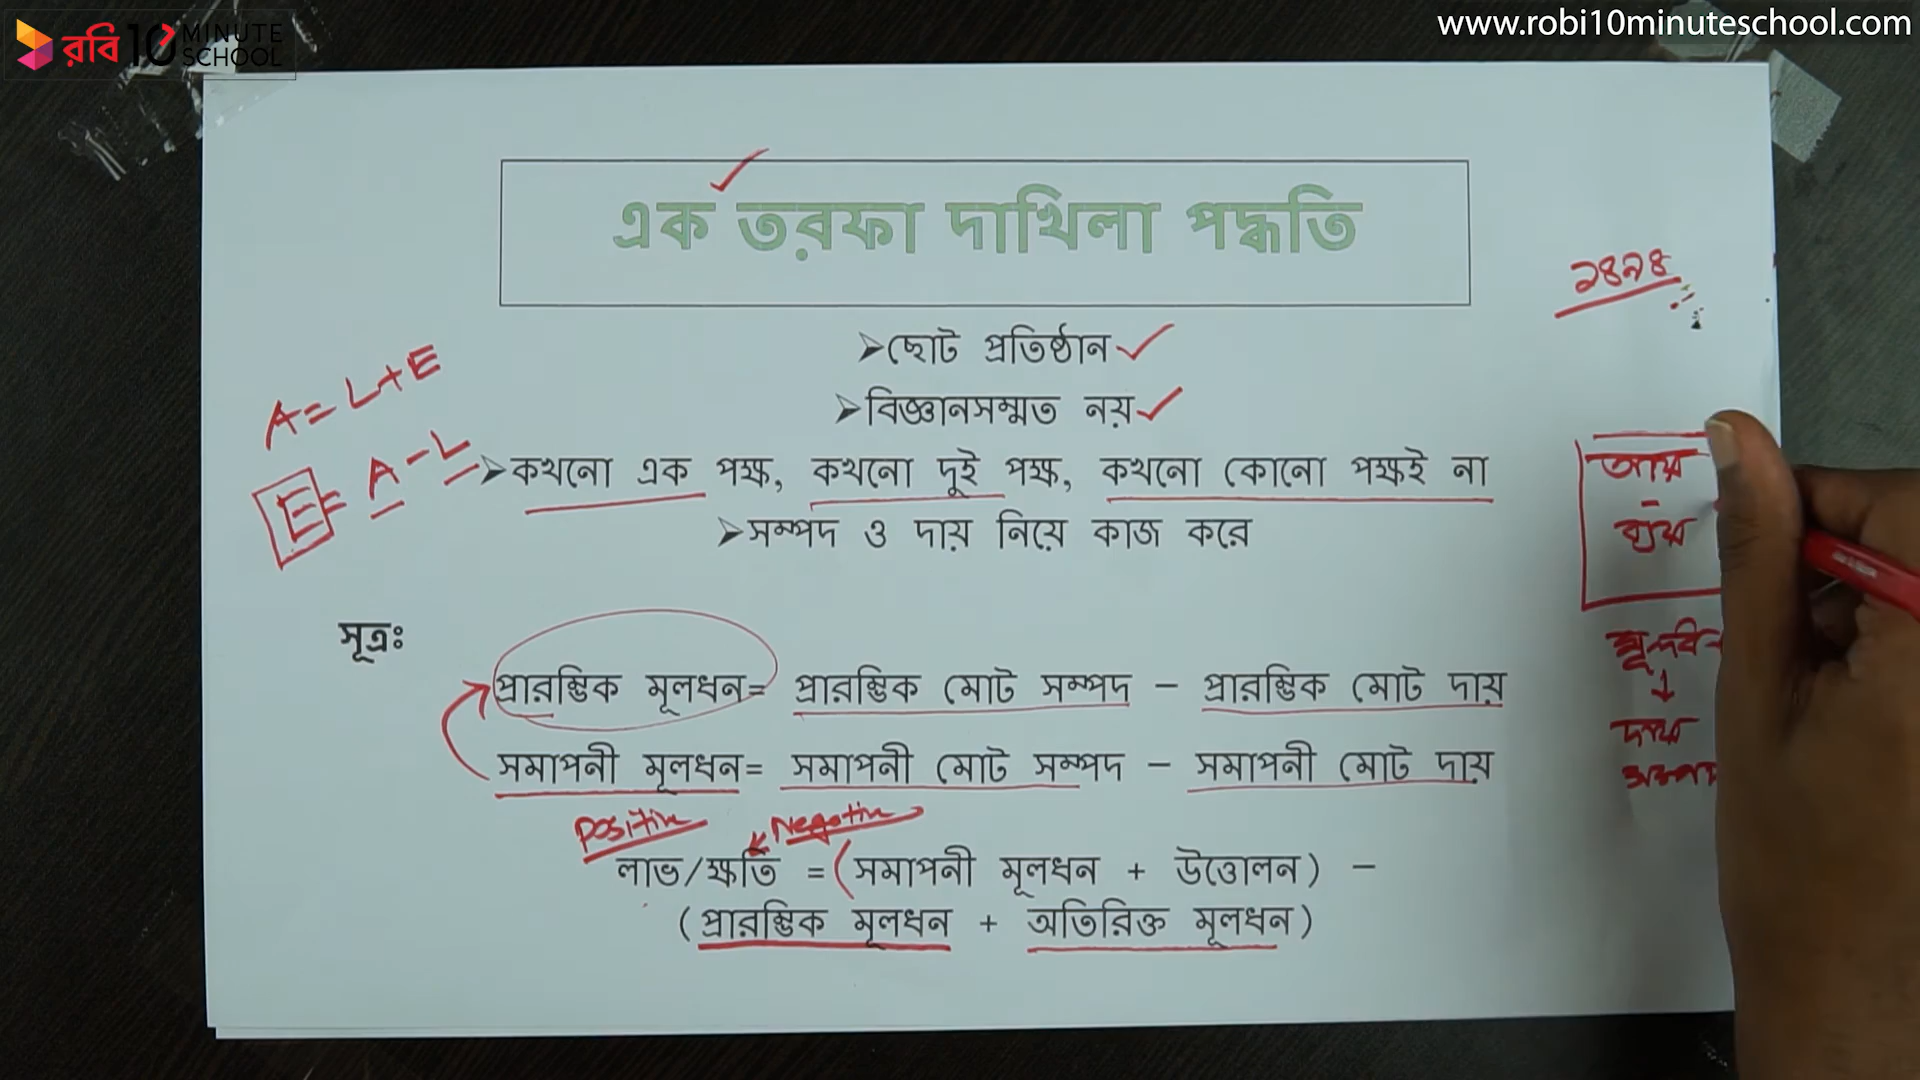 রবি 10 MINUTE SCHOOL
www.robi10minuteschool.com
এক তরফা দাখিলা পদ্ধতি
১৪৯৪
➢ছোট প্রতিষ্ঠান
➢বিজ্ঞানসম্মত নয়
A = L+E
E = A - L
➢কখনো এক পক্ষ, কখনো দুই পক্ষ, কখনো কোনো পক্ষই না
➢সম্পদ ও দায় নিয়ে কাজ করে
আয়
-
ব্যয়
সূত্রঃ
প্রারম্ভিক মূলধন= প্রারম্ভিক মোট সম্পদ – প্রারম্ভিক মোট দায়
সমাপনী মূলধন= সমাপনী মোট সম্পদ – সমাপনী মোট দায়
দায়
Positive Negative
লাভ/ক্ষতি =(সমাপনী মূলধন + উত্তোলন) –
(প্রারম্ভিক মূলধন + অতিরিক্ত মূলধন)